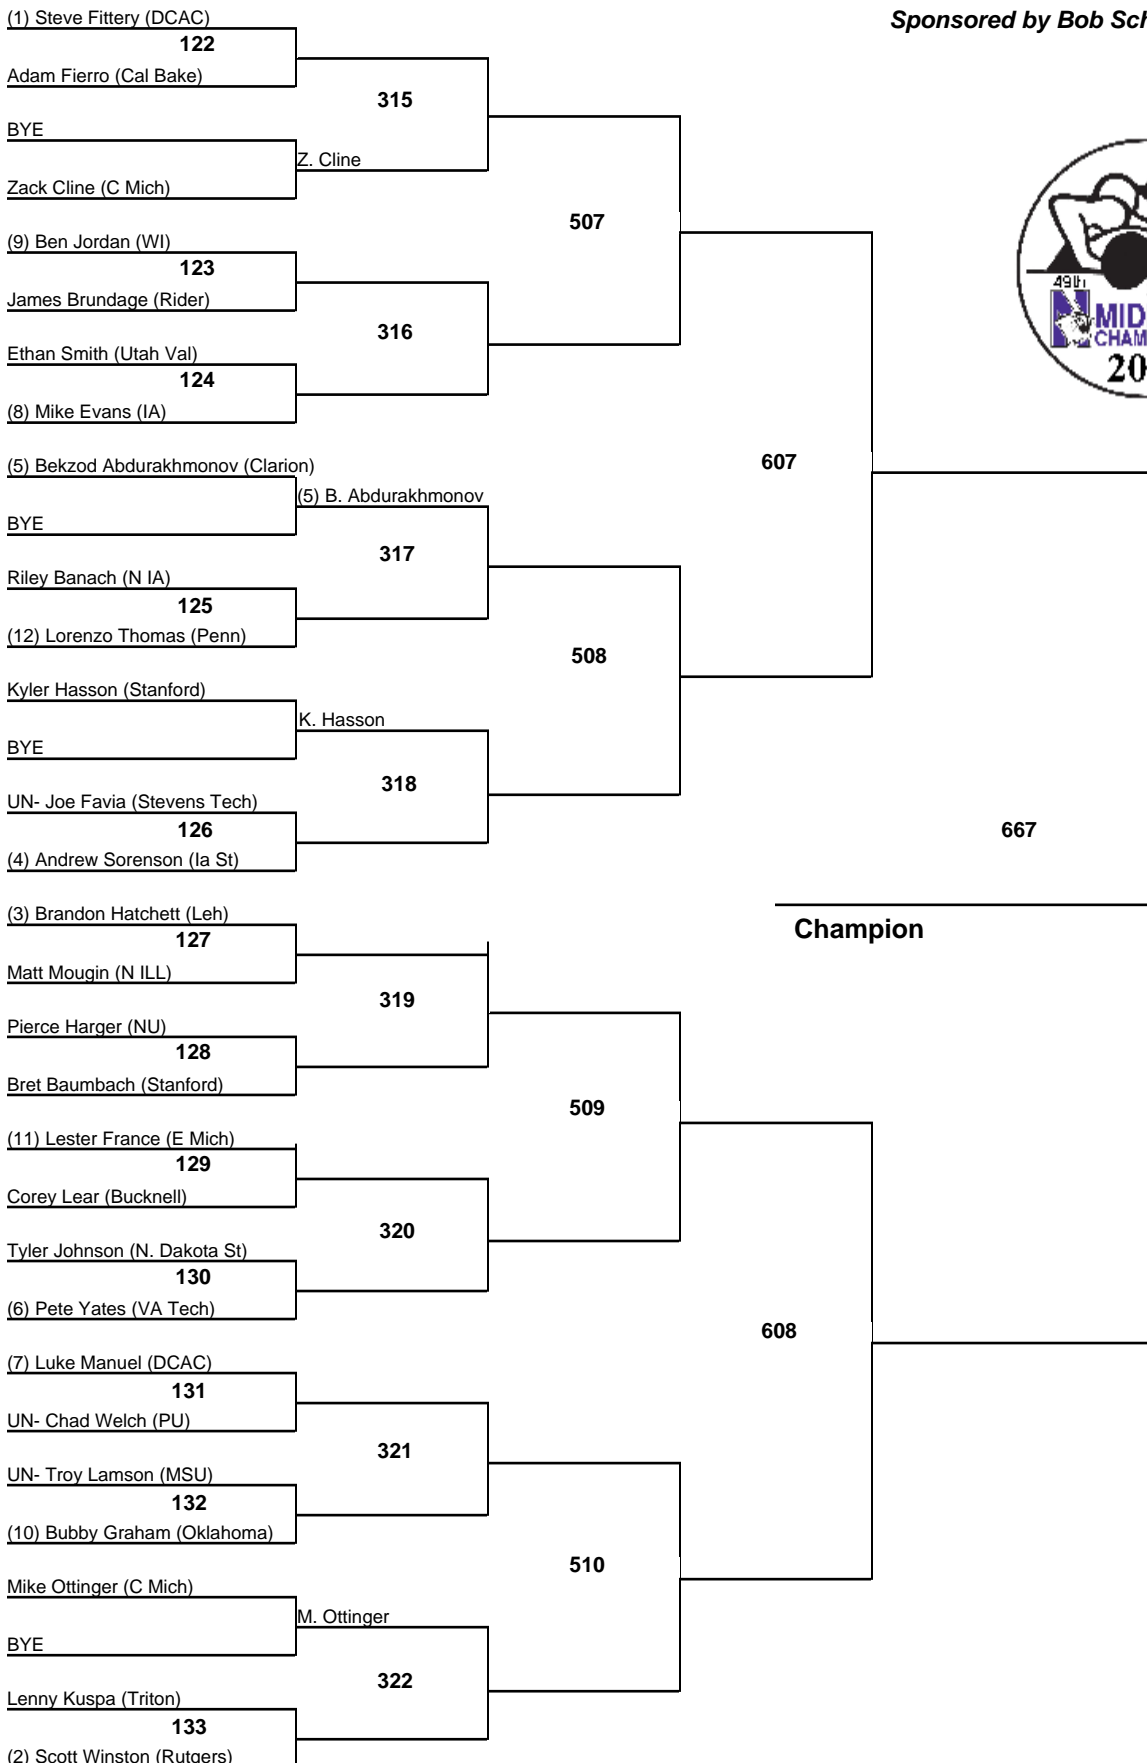 (1) Steve Fittery (DCAC)
Sponsored by Bob Sch
122
Adam Fierro (Cal Bake)
315
BYE
Z. Cline
Zack Cline (C Mich)
507
(9) Ben Jordan (WI)
123
James Brundage (Rider)
316
49th
MID
CHAM
20
Ethan Smith (Utah Val)
124
(8) Mike Evans (IA)
607
(5) Bekzod Abdurakhmonov (Clarion)
(5) B. Abdurakhmonov
BYE
317
Riley Banach (N IA)
125
(12) Lorenzo Thomas (Penn)
508
Kyler Hasson (Stanford)
K. Hasson
BYE
318
UN- Joe Favia (Stevens Tech)
126
667
(4) Andrew Sorenson (Ia St)
(3) Brandon Hatchett (Leh)
127
Champion
Matt Mougin (N ILL)
319
Pierce Harger (NU)
128
Bret Baumbach (Stanford)
509
(11) Lester France (E Mich)
129
Corey Lear (Bucknell)
320
Tyler Johnson (N. Dakota St)
130
(6) Pete Yates (VA Tech)
608
(7) Luke Manuel (DCAC)
131
UN- Chad Welch (PU)
321
UN- Troy Lamson (MSU)
132
(10) Bubby Graham (Oklahoma)
510
Mike Ottinger (C Mich)
M. Ottinger
BYE
322
Lenny Kuspa (Triton)
133
(2) Scott Winston (Rutgers)